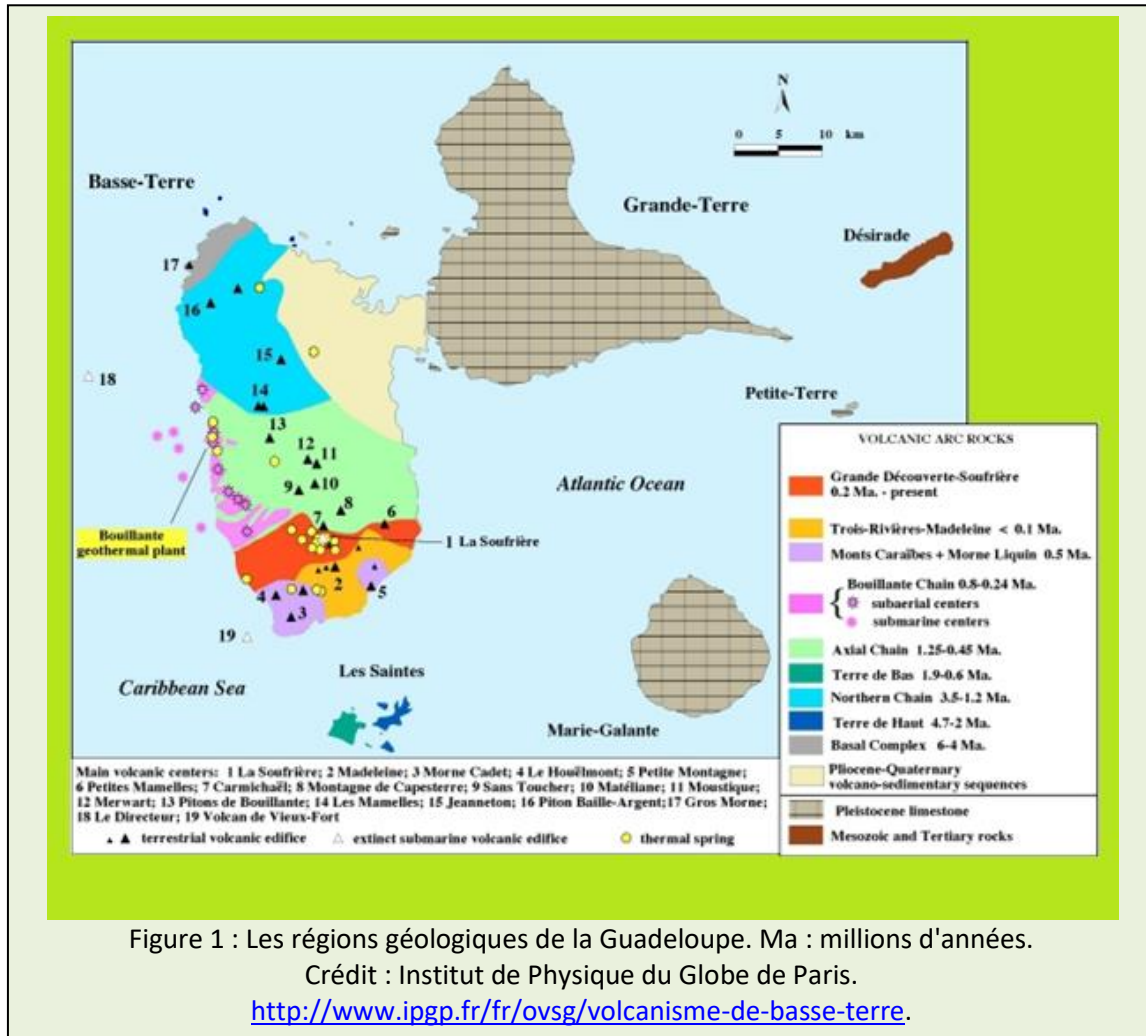 N
0 5 10 km
Basse-Terre
Grande-Terre
Désirade
17
16
15
18
14
Petite-Terre
13
12
11
10
9
8
7
6
Atlantic Ocean
Bouillante
geothermal plant
1 La Soufrière
2
4
5
3
19
Les Saintes
Caribbean Sea
Marie-Galante
VOLCANIC ARC ROCKS
Grande Découverte-Soufrière
0.2 Ma. - present
Trois-Rivières-Madeleine < 0.1 Ma.
Monts Caraïbes + Morne Liquin 0.5 Ma.
Bouillante Chain 0.8-0.24 Ma.
subaerial centers
submarine centers
Axial Chain 1.25-0.45 Ma.
Terre de Bas 1.9-0.6 Ma.
Northern Chain 3.5-1.2 Ma.
Terre de Haut 4.7-2 Ma.
Basal Complex 6-4 Ma.
Pliocene-Quaternary
volcano-sedimentary sequences
Pleistocene limestone
Mesozoic and Tertiary rocks
Main volcanic centers: 1 La Soufrière; 2 Madeleine; 3 Morne Cadet; 4 Le Houëlmont; 5 Petite Montagne;
6 Petites Mamelles; 7 Carmichaël; 8 Montagne de Capesterre; 9 Sans Toucher; 10 Matéliane; 11 Moustique;
12 Merwart; 13 Pitons de Bouillante; 14 Les Mamelles; 15 Jeanneton; 16 Piton Baille-Argent;17 Gros Morne;
18 Le Directeur; 19 Volcan de Vieux-Fort
terrestrial volcanic edifice extinct submarine volcanic edifice thermal spring
Figure 1 : Les régions géologiques de la Guadeloupe. Ma : millions d'années.
Crédit : Institut de Physique du Globe de Paris.
http://www.ipgp.fr/fr/ovsg/volcanisme-de-basse-terre.